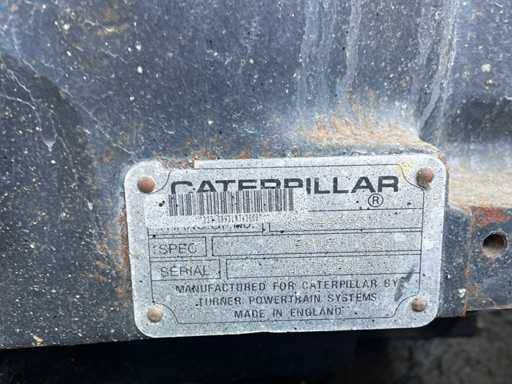 CATERPILLAR
®
SPEC
SERIAL
MANUFACTURED FOR CATERPILLAR BY
TURNER POWERTRAIN SYSTEMS
MADE IN ENGLAND